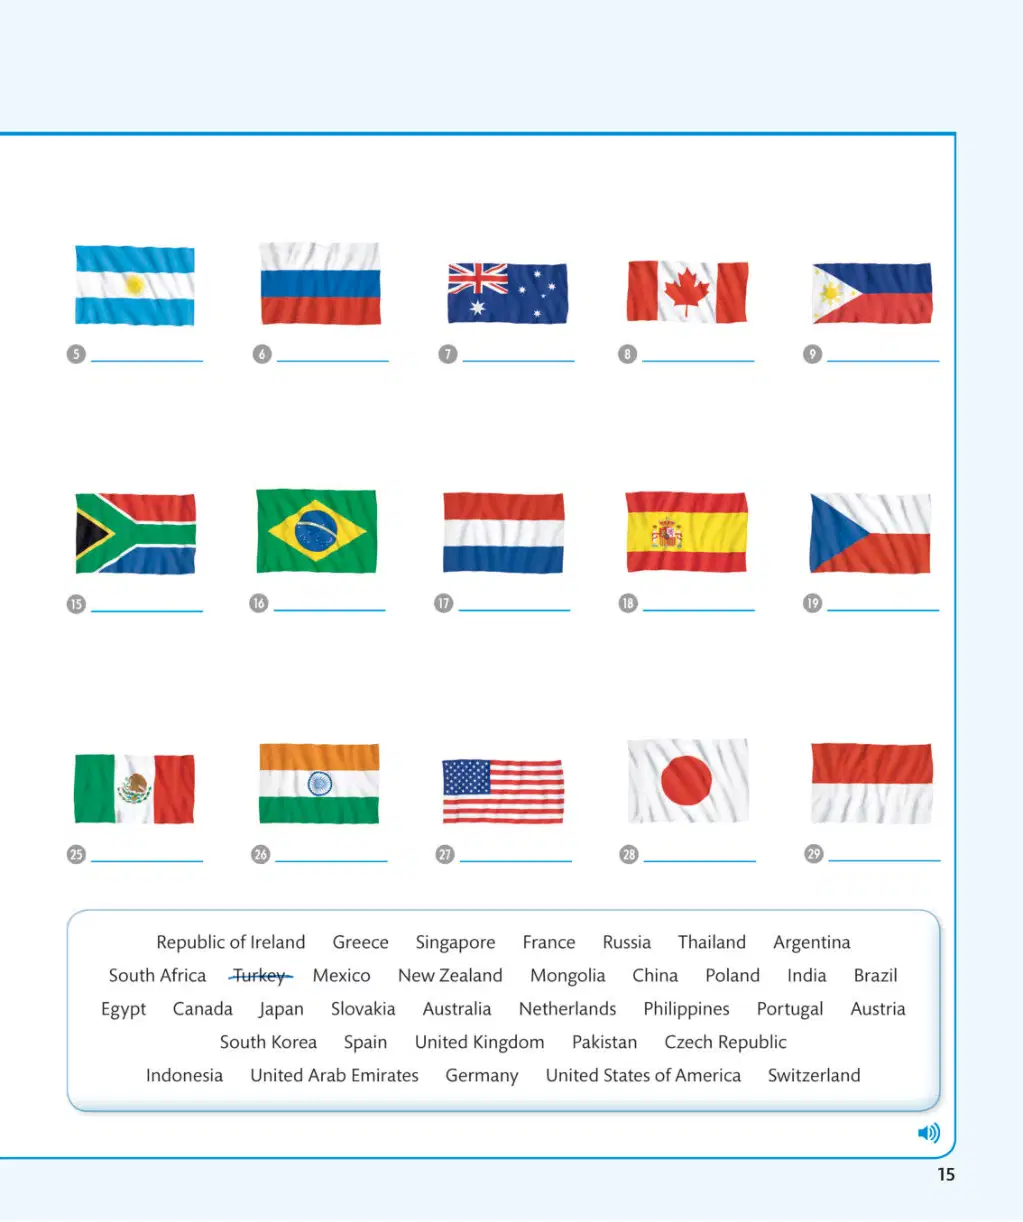 5 6 7 8 9
15 16 17 18 19
25 26 27 28 29
Republic of Ireland Greece Singapore France Russia Thailand Argentina
South Africa Turkey Mexico New Zealand Mongolia China Poland India Brazil
Egypt Canada Japan Slovakia Australia Netherlands Philippines Portugal Austria
South Korea Spain United Kingdom Pakistan Czech Republic
Indonesia United Arab Emirates Germany United States of America Switzerland
15